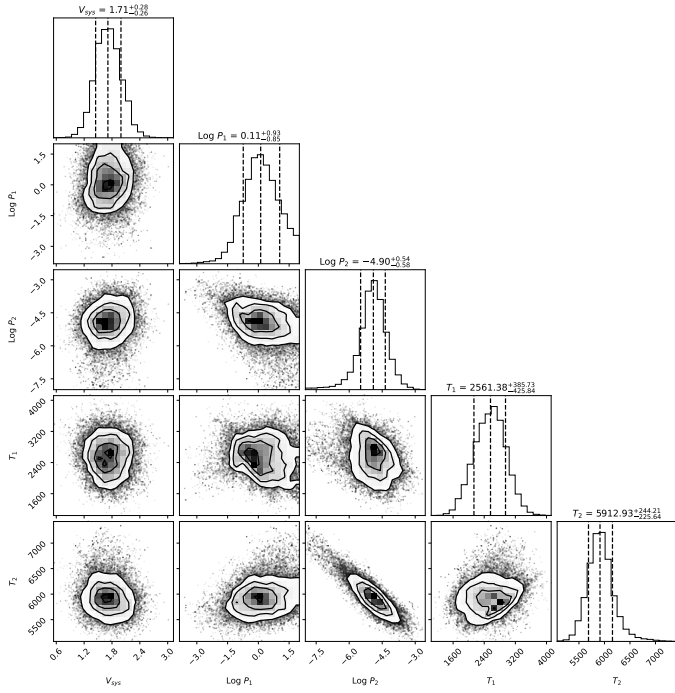 V_sys = 1.71 +0.28 −0.26
Log P_1 = 0.11 +0.93 −0.85
1.5
0.0
−1.5
−3.0
Log P_1
Log P_2 = −4.90 +0.54 −0.58
−3.0
−4.5
−6.0
−7.5
Log P_2
T_1 = 2561.38 +385.73 −425.84
4000
3200
2400
1600
T_1
T_2 = 5912.93 +244.21 −225.64
7000
6500
6000
5500
T_2
0.6 1.2 1.8 2.4 3.0
−3.0 −1.5 0.0 1.5
−7.5 −6.0 −4.5 −3.0
1600 2400 3200 4000
5500 6000 6500 7000
V_sys Log P_1 Log P_2 T_1 T_2